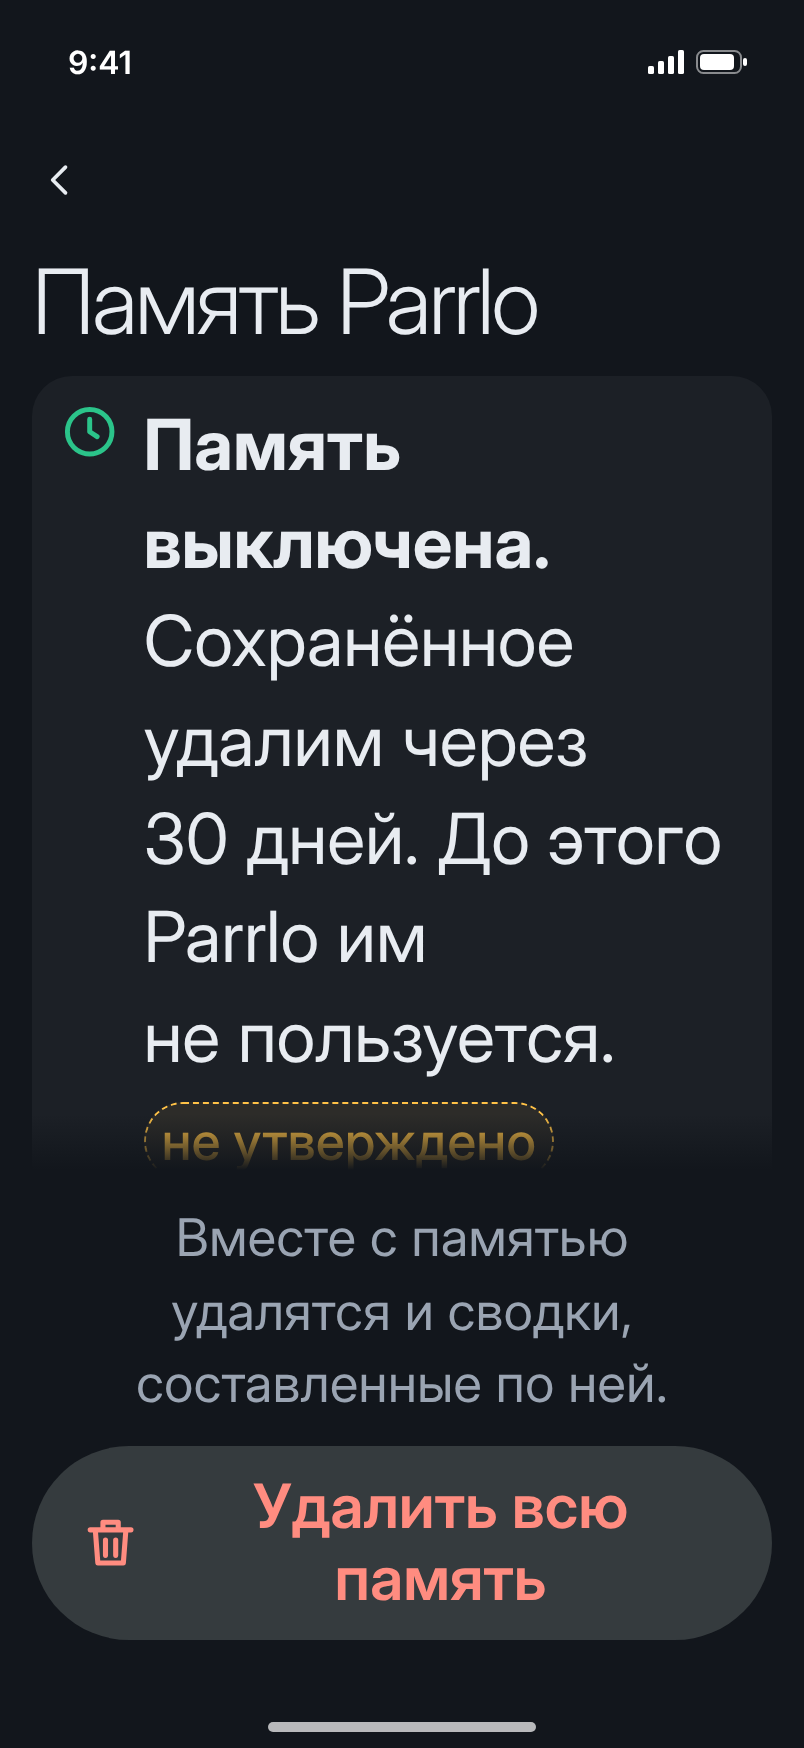 9:41
Память Parrlo
Память
выключена.
Сохранённое
удалим через
30 дней. До этого
Parrlo им
не пользуется.
не утверждено
Вместе с памятью
удалятся и сводки,
составленные по ней.
Удалить всю
память